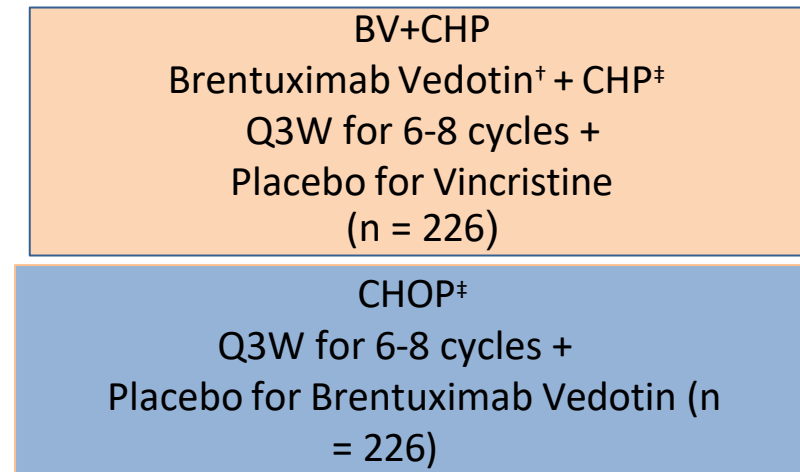 BV+CHP
Brentuximab Vedotin† + CHP‡
Q3W for 6-8 cycles +
Placebo for Vincristine
(n = 226)
CHOP‡
Q3W for 6-8 cycles +
Placebo for Brentuximab Vedotin (n
= 226)